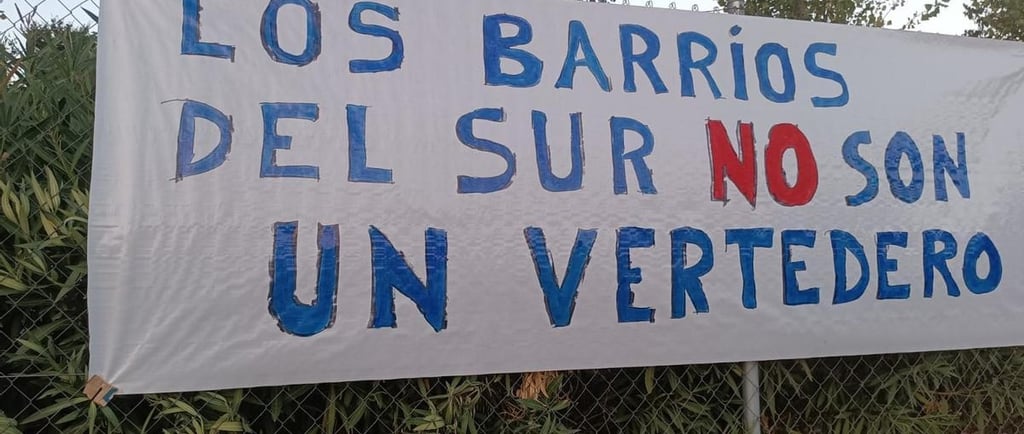 LOS BARRIOS
DEL SUR NO SON
UN VERTEDERO